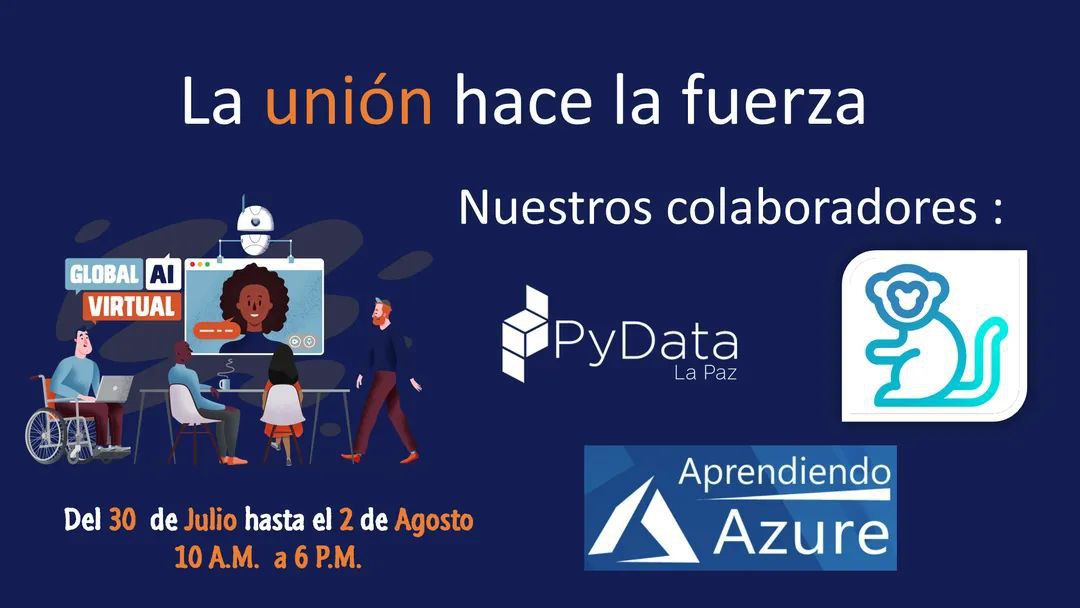 La unión hace la fuerza
Nuestros colaboradores :
GLOBAL AI
VIRTUAL
PyData
La Paz
Aprendiendo
Azure
Del 30 de Julio hasta el 2 de Agosto
10 A.M. a 6 P.M.